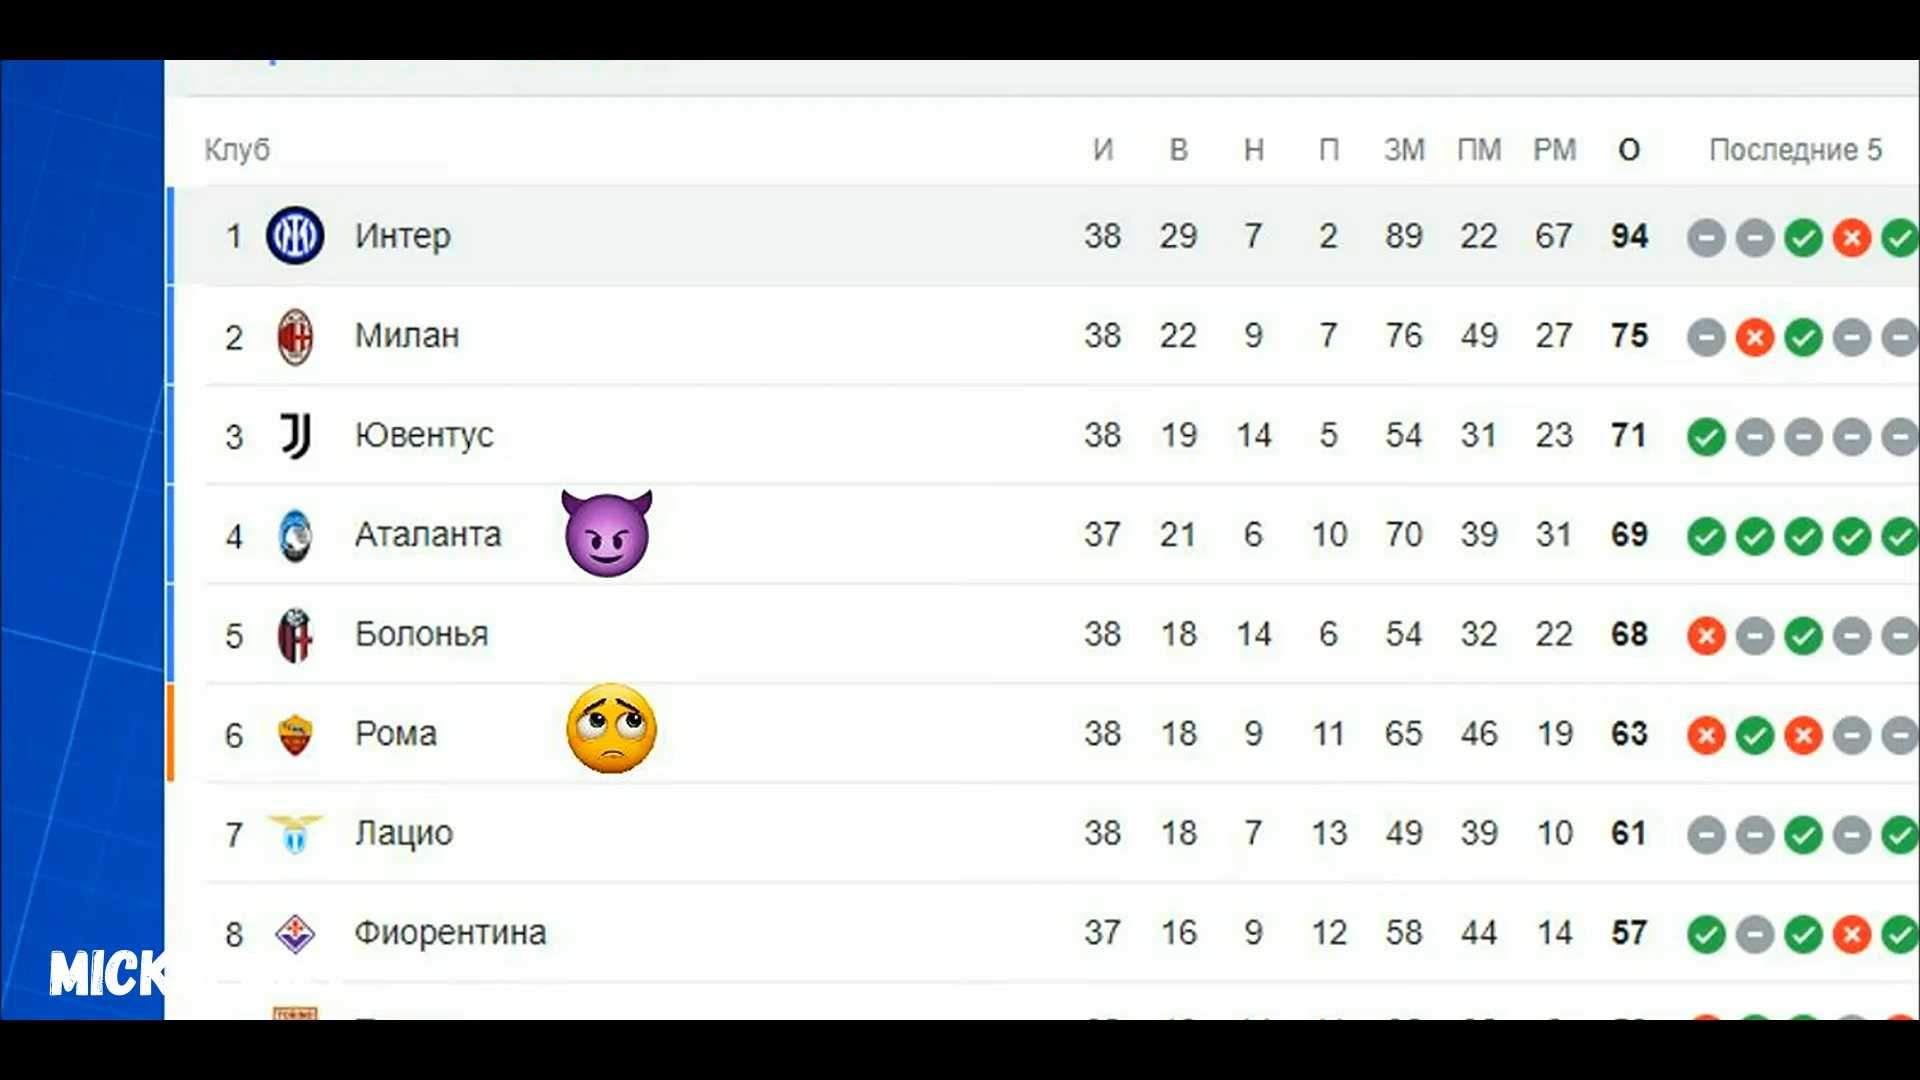 Клуб И В Н П ЗМ ПМ РМ О Последние 5
1 Интер 38 29 7 2 89 22 67 94
2 Милан 38 22 9 7 76 49 27 75
3 Ювентус 38 19 14 5 54 31 23 71
4 Аталанта 37 21 6 10 70 39 31 69
5 Болонья 38 18 14 6 54 32 22 68
6 Рома 38 18 9 11 65 46 19 63
7 Лацио 38 18 7 13 49 39 10 61
8 Фиорентина 37 16 9 12 58 44 14 57